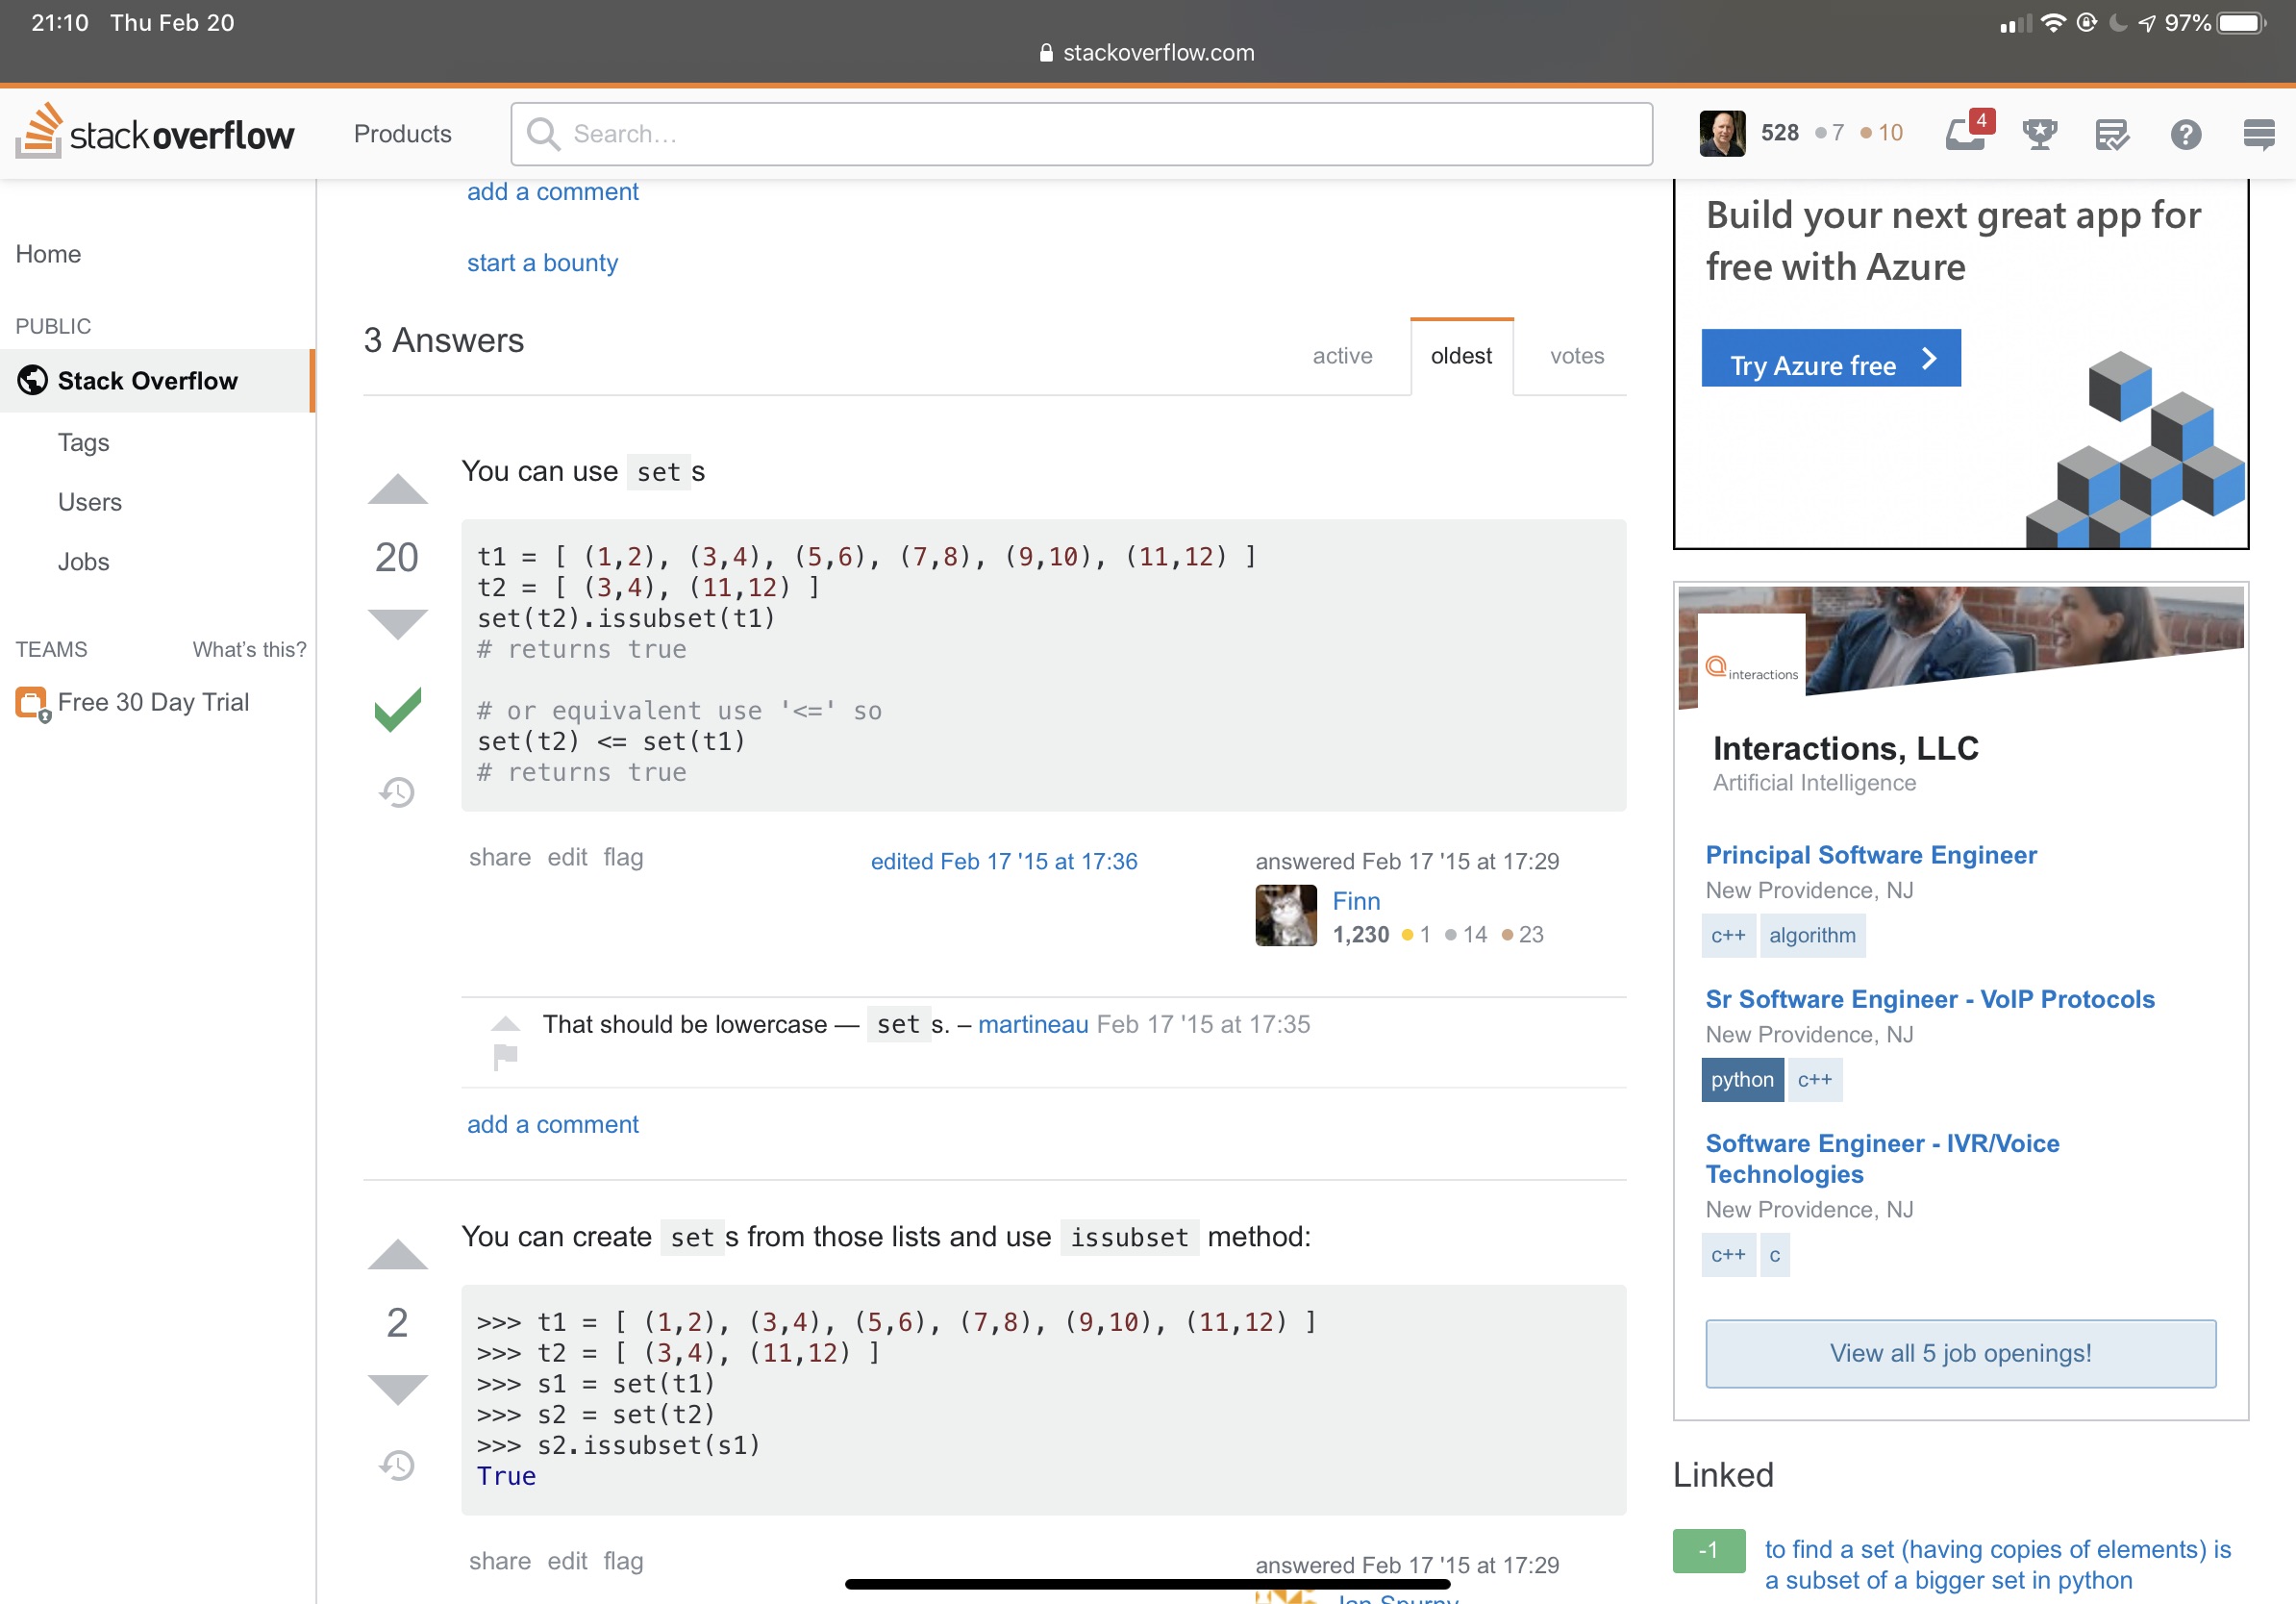 21:10 Thu Feb 20
97%
stackoverflow.com
stackoverflow
Products
Search...
528 7 10
4
Home
PUBLIC
Stack Overflow
Tags
Users
Jobs
TEAMS What's this?
Free 30 Day Trial
add a comment
start a bounty
3 Answers
active oldest votes
You can use sets
20
t1 = [ (1,2), (3,4), (5,6), (7,8), (9,10), (11,12) ]
t2 = [ (3,4), (11,12) ]
set(t2).issubset(t1)
# returns true
# or equivalent use '<=' so
set(t2) <= set(t1)
# returns true
share edit flag
edited Feb 17 '15 at 17:36
answered Feb 17 '15 at 17:29
Finn
1,230 1 14 23
That should be lowercase — sets. – martineau Feb 17 '15 at 17:35
add a comment
You can create sets from those lists and use issubset method:
2
>>> t1 = [ (1,2), (3,4), (5,6), (7,8), (9,10), (11,12) ]
>>> t2 = [ (3,4), (11,12) ]
>>> s1 = set(t1)
>>> s2 = set(t2)
>>> s2.issubset(s1)
True
share edit flag
answered Feb 17 '15 at 17:29
Build your next great app for
free with Azure
Try Azure free
interactions
Interactions, LLC
Artificial Intelligence
Principal Software Engineer
New Providence, NJ
c++ algorithm
Sr Software Engineer - VoIP Protocols
New Providence, NJ
python c++
Software Engineer - IVR/Voice
Technologies
New Providence, NJ
c++ c
View all 5 job openings!
Linked
-1 to find a set (having copies of elements) is
a subset of a bigger set in python